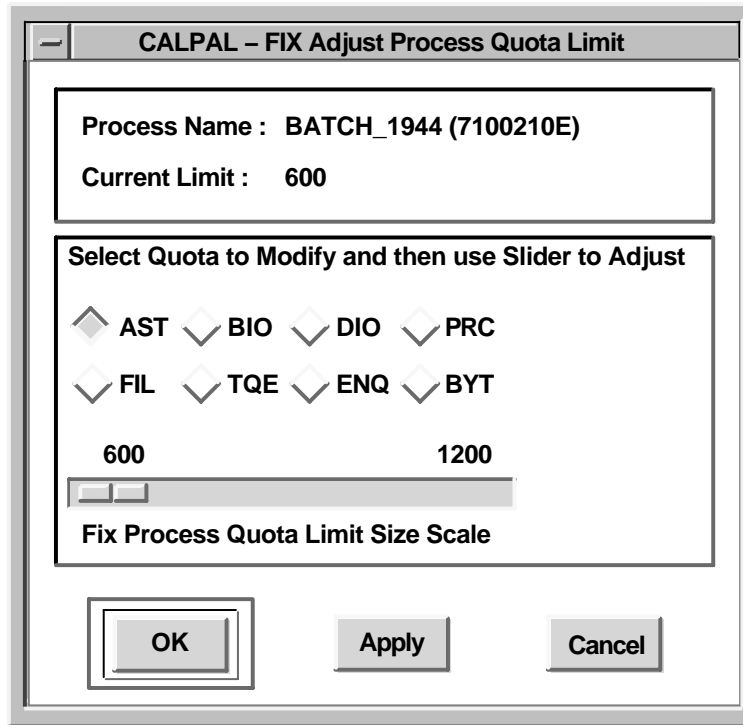 CALPAL – FIX Adjust Process Quota Limit
Process Name : BATCH_1944 (7100210E)
Current Limit : 600
Select Quota to Modify and then use Slider to Adjust
AST BIO DIO PRC
FIL TQE ENQ BYT
600 1200
Fix Process Quota Limit Size Scale
OK Apply Cancel